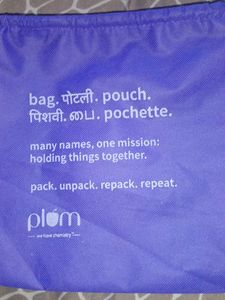 bag. पोटली. pouch.
पिशवी. பை. pochette.
many names, one mission:
holding things together.
pack. unpack. repack. repeat.
plum
we have chemistry